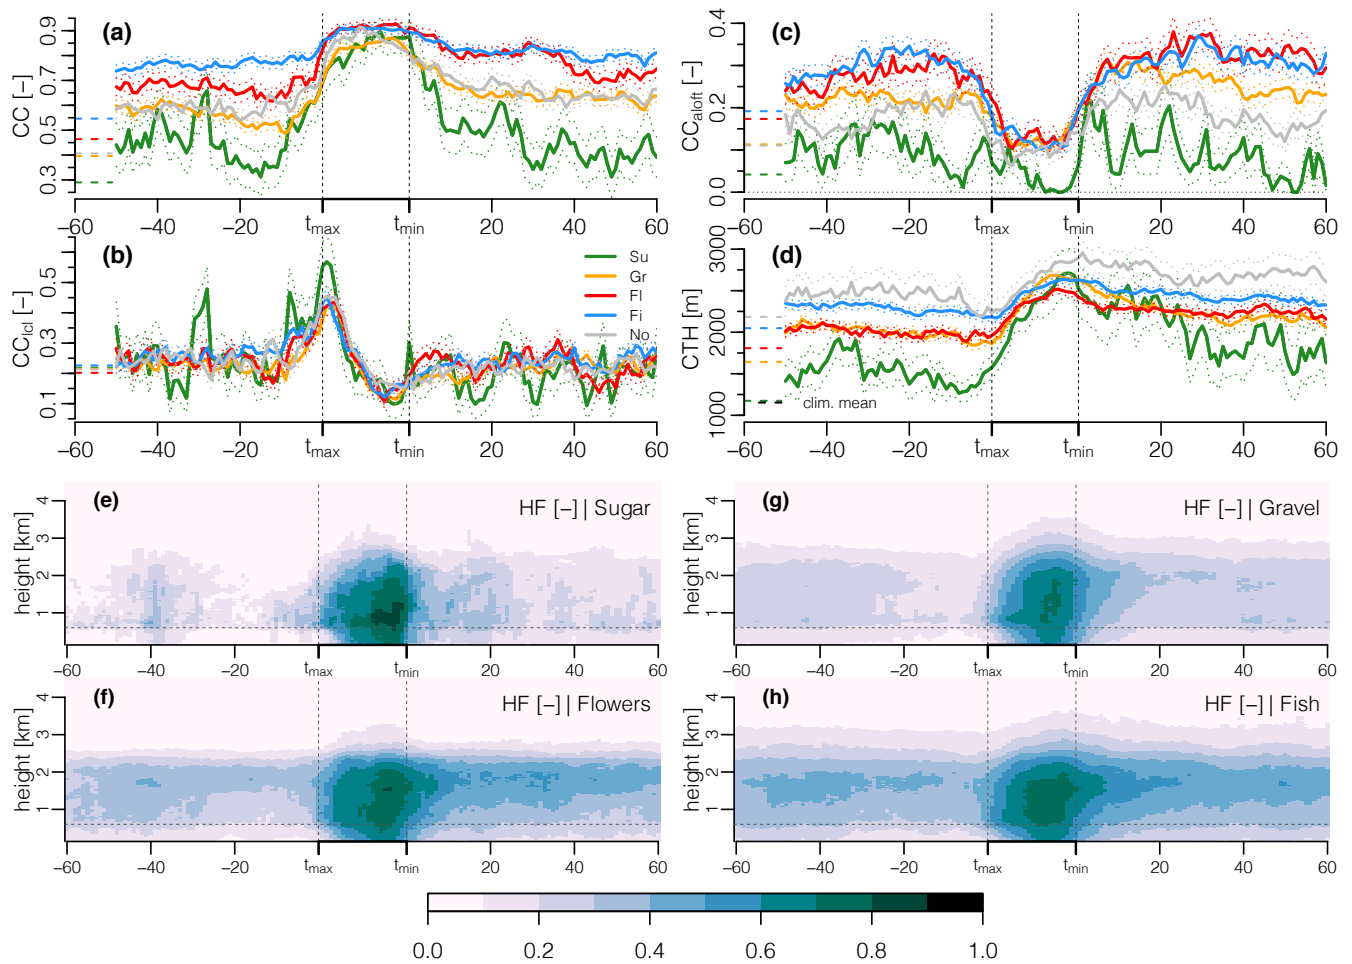 (a)
CC [–]
0.3
0.5
0.7
0.9
–60
–40
–20
tmax
tmin
20
40
60
(c)
CCaloft [–]
0.0
0.2
0.4
–60
–40
–20
tmax
tmin
20
40
60
(b)
CClcl [–]
0.1
0.3
0.5
Su
Gr
Fl
Fi
No
–60
–40
–20
tmax
tmin
20
40
60
(d)
CTH [m]
1000
2000
3000
clim. mean
–60
–40
–20
tmax
tmin
20
40
60
(e)
HF [–] | Sugar
height [km]
1
2
3
4
–60
–40
–20
tmax
tmin
20
40
60
(g)
HF [–] | Gravel
height [km]
1
2
3
4
–60
–40
–20
tmax
tmin
20
40
60
(f)
HF [–] | Flowers
height [km]
1
2
3
4
–60
–40
–20
tmax
tmin
20
40
60
(h)
HF [–] | Fish
height [km]
1
2
3
4
–60
–40
–20
tmax
tmin
20
40
60
0.0
0.2
0.4
0.6
0.8
1.0